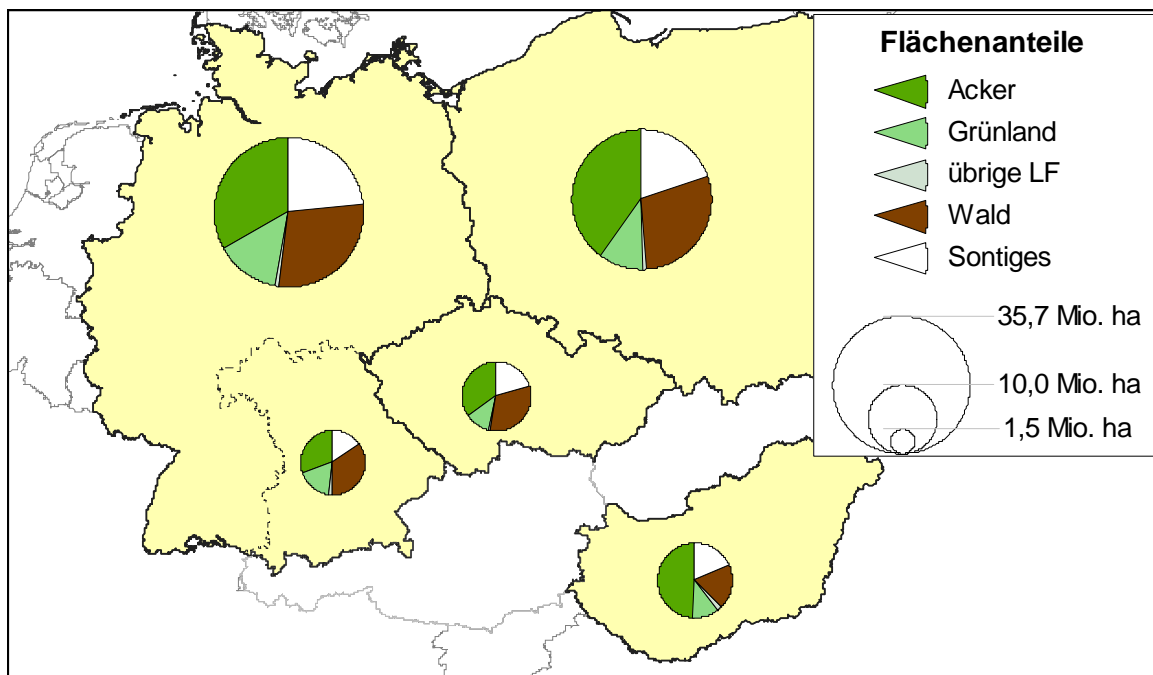 Flächenanteile
Acker
Grünland
übrige LF
Wald
Sontiges
35,7 Mio. ha
10,0 Mio. ha
1,5 Mio. ha